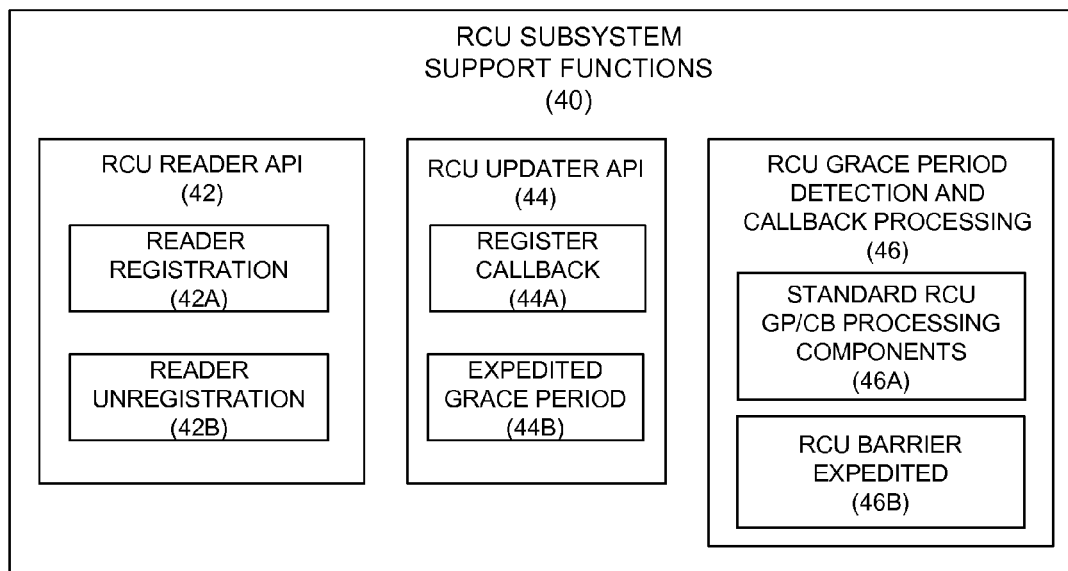 RCU SUBSYSTEM
SUPPORT FUNCTIONS
(40)
RCU READER API
(42)
READER
REGISTRATION
(42A)
READER
UNREGISTRATION
(42B)
RCU UPDATER API
(44)
REGISTER
CALLBACK
(44A)
EXPEDITED
GRACE PERIOD
(44B)
RCU GRACE PERIOD
DETECTION AND
CALLBACK PROCESSING
(46)
STANDARD RCU
GP/CB PROCESSING
COMPONENTS
(46A)
RCU BARRIER
EXPEDITED
(46B)